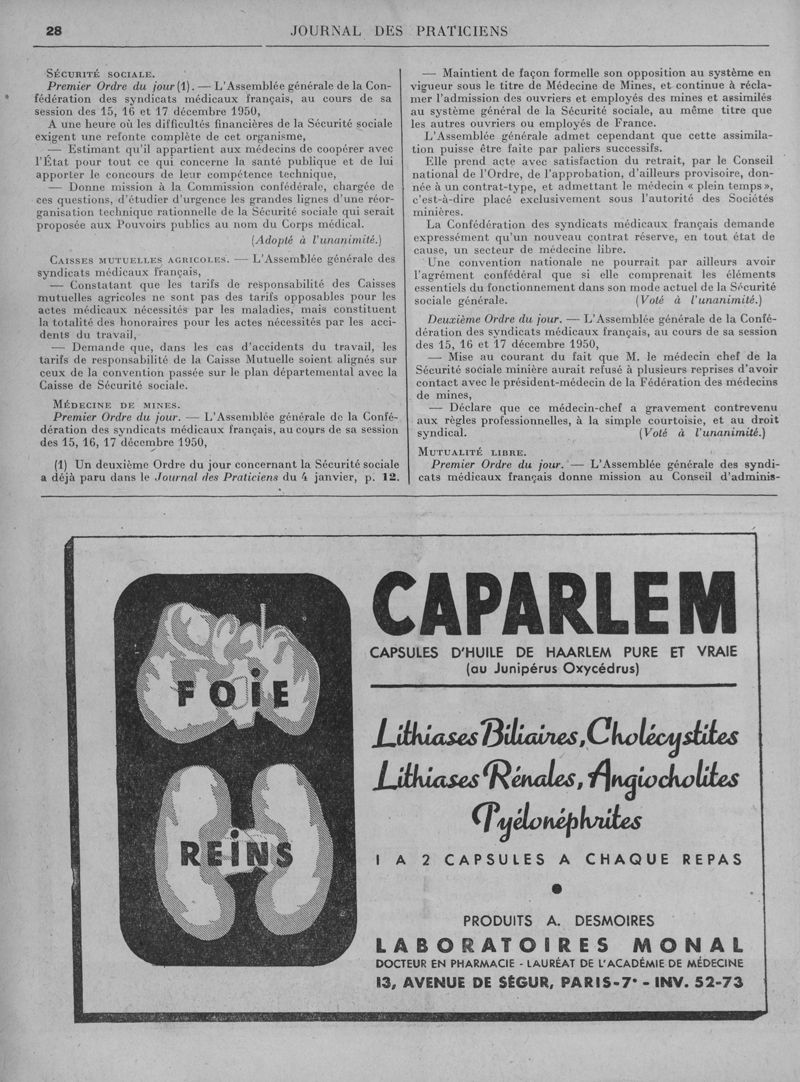 28
JOURNAL DES PRATICIENS
SÉCURITÉ SOCIALE.
Premier Ordre du jour (1). — L'Assemblée générale de la Con-
fédération des syndicats médicaux français, au cours de sa
session des 15, 16 et 17 décembre 1950,
A une heure où les difficultés financières de la Sécurité sociale
exigent une refonte complète de cet organisme,
— Estimant qu'il appartient aux médecins de coopérer avec
l'État pour tout ce qui concerne la santé publique et de lui
apporter le concours de leur compétence technique,
— Donne mission à la Commission confédérale, chargée de
ces questions, d'étudier d'urgence les grandes lignes d'une réor-
ganisation technique rationnelle de la Sécurité sociale qui serait
proposée aux Pouvoirs publics au nom du Corps médical.
(Adopté à l'unanimité.)
CAISSES MUTUELLES AGRICOLES. — L'Assemblée générale des
syndicats médicaux français,
— Constatant que les tarifs de responsabilité des Caisses
mutuelles agricoles ne sont pas des tarifs opposables pour les
actes médicaux nécessités par les maladies, mais constituent
la totalité des honoraires pour les actes nécessités par les acci-
dents du travail,
— Demande que, dans les cas d'accidents du travail, les
tarifs de responsabilité de la Caisse Mutuelle soient alignés sur
ceux de la convention passée sur le plan départemental avec la
Caisse de Sécurité sociale.
MÉDECINE DE MINES.
Premier Ordre du jour. — L'Assemblée générale de la Confé-
dération des syndicats médicaux français, au cours de sa session
des 15, 16, 17 décembre 1950,
(1) Un deuxième Ordre du jour concernant la Sécurité sociale
a déjà paru dans le Journal des Praticiens du 4 janvier, p. 12.
— Maintient de façon formelle son opposition au système en
vigueur sous le titre de Médecine de Mines, et continue à récla-
mer l'admission des ouvriers et employés des mines et assimilés
au système général de la Sécurité sociale, au même titre que
les autres ouvriers ou employés de France.
L'Assemblée générale admet cependant que cette assimila-
tion puisse être faite par paliers successifs.
Elle prend acte avec satisfaction du retrait, par le Conseil
national de l'Ordre, de l'approbation, d'ailleurs provisoire, don-
née à un contrat-type, et admettant le médecin « plein temps »,
c'est-à-dire placé exclusivement sous l'autorité des Sociétés
minières.
La Confédération des syndicats médicaux français demande
expressément qu'un nouveau contrat réserve, en tout état de
cause, un secteur de médecine libre.
Une convention nationale ne pourrait par ailleurs avoir
l'agrément confédéral que si elle comprenait les éléments
essentiels du fonctionnement dans son mode actuel de la Sécurité
sociale générale. (Voté à l'unanimité.)
Deuxième Ordre du jour. — L'Assemblée générale de la Confé-
dération des syndicats médicaux français, au cours de sa session
des 15, 16 et 17 décembre 1950,
— Mise au courant du fait que M. le médecin chef de la
Sécurité sociale minière aurait refusé à plusieurs reprises d'avoir
contact avec le président-médecin de la Fédération des médecins
de mines,
— Déclare que ce médecin-chef a gravement contrevenu
aux règles professionnelles, à la simple courtoisie, et au droit
syndical. (Voté à l'unanimité.)
MUTUALITÉ LIBRE.
Premier Ordre du jour. — L'Assemblée générale des syndi-
cats médicaux français donne mission au Conseil d'adminis-
FOIE
REINS
CAPARLEM
CAPSULES D'HUILE DE HAARLEM PURE ET VRAIE
(au Junipérus Oxycédrus)
Lithiases Biliaires, Cholécystites
Lithiases Rénales, Angiocholites
Pyélonéphrites
1 A 2 CAPSULES A CHAQUE REPAS
PRODUITS A. DESMOIRES
LABORATOIRES MONAL
DOCTEUR EN PHARMACIE - LAURÉAT DE L'ACADÉMIE DE MÉDECINE
13, AVENUE DE SÉGUR, PARIS-7e - INV. 52-73